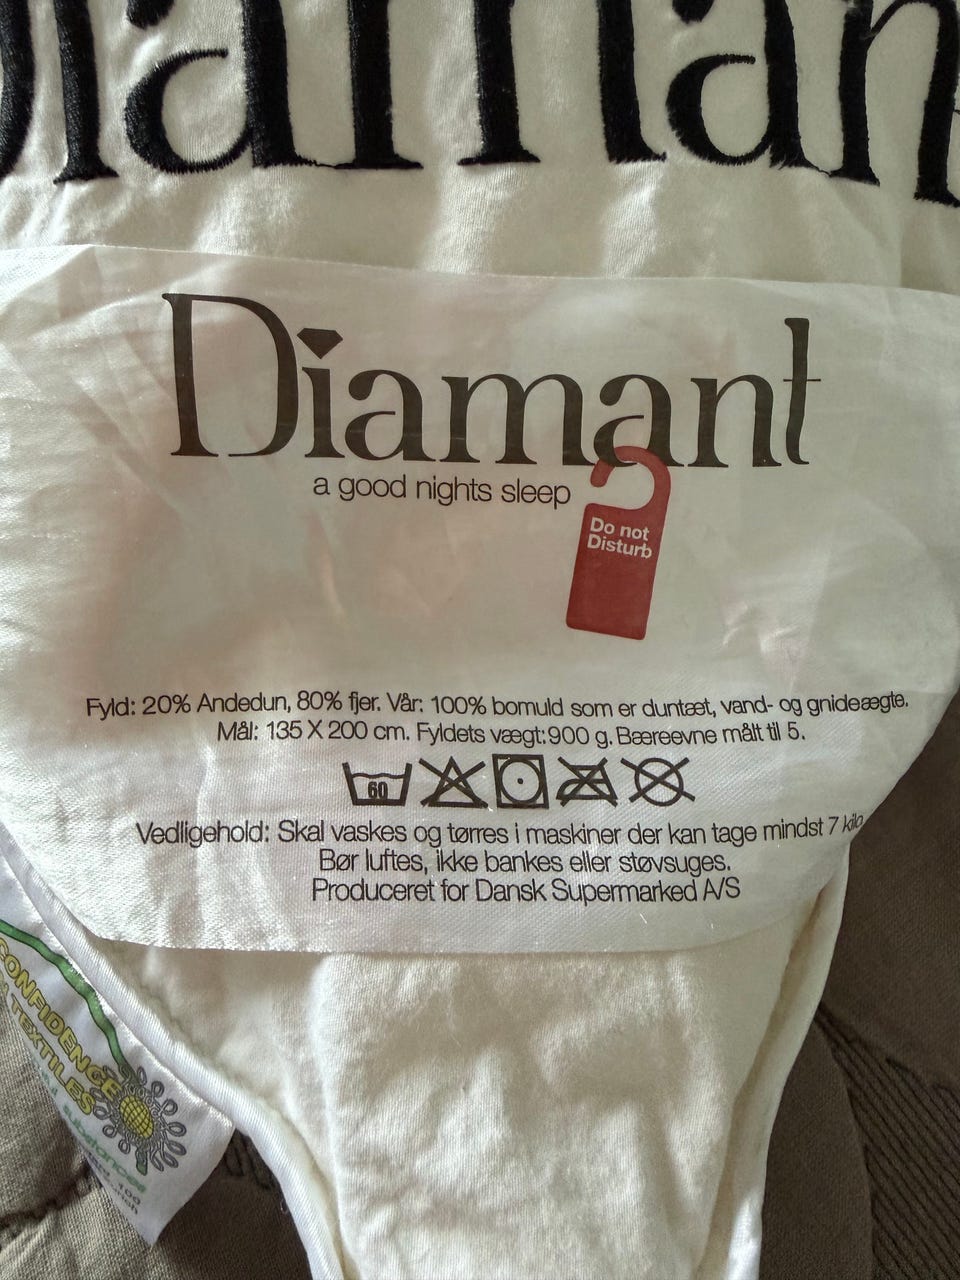 Diaman
Diamant
a good nights sleep
Do not
Disturb
Fyld: 20% Andedun, 80% fjer. Vår: 100% bomuld som er duntæt, vand- og gnideægte.
Mål: 135 X 200 cm. Fyldets vægt: 900 g. Bæreevne målt til 5.
60
Vedligehold: Skal vaskes og tørres i maskiner der kan tage mindst 7 kilo
Bør luftes, ikke bankes eller støvsuges.
Produceret for Dansk Supermarked A/S
CONFIDENCE
TEXTILES
substances
100